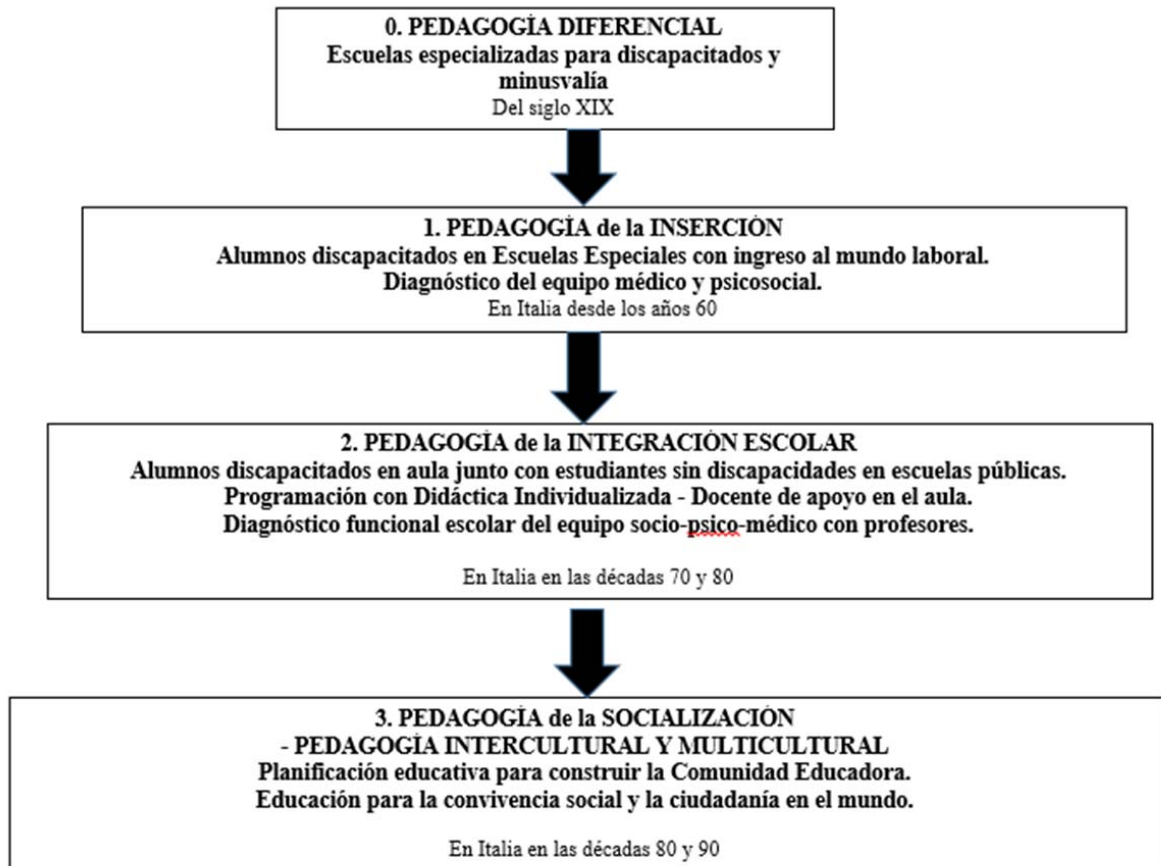 0. PEDAGOGÍA DIFERENCIAL
Escuelas especializadas para discapacitados y
minusvalía
Del siglo XIX
1. PEDAGOGÍA de la INSERCIÓN
Alumnos discapacitados en Escuelas Especiales con ingreso al mundo laboral.
Diagnóstico del equipo médico y psicosocial.
En Italia desde los años 60
2. PEDAGOGÍA de la INTEGRACIÓN ESCOLAR
Alumnos discapacitados en aula junto con estudiantes sin discapacidades en escuelas públicas.
Programación con Didáctica Individualizada - Docente de apoyo en el aula.
Diagnóstico funcional escolar del equipo socio-psico-médico con profesores.
En Italia en las décadas 70 y 80
3. PEDAGOGÍA de la SOCIALIZACIÓN
- PEDAGOGÍA INTERCULTURAL Y MULTICULTURAL
Planificación educativa para construir la Comunidad Educadora.
Educación para la convivencia social y la ciudadanía en el mundo.
En Italia en las décadas 80 y 90